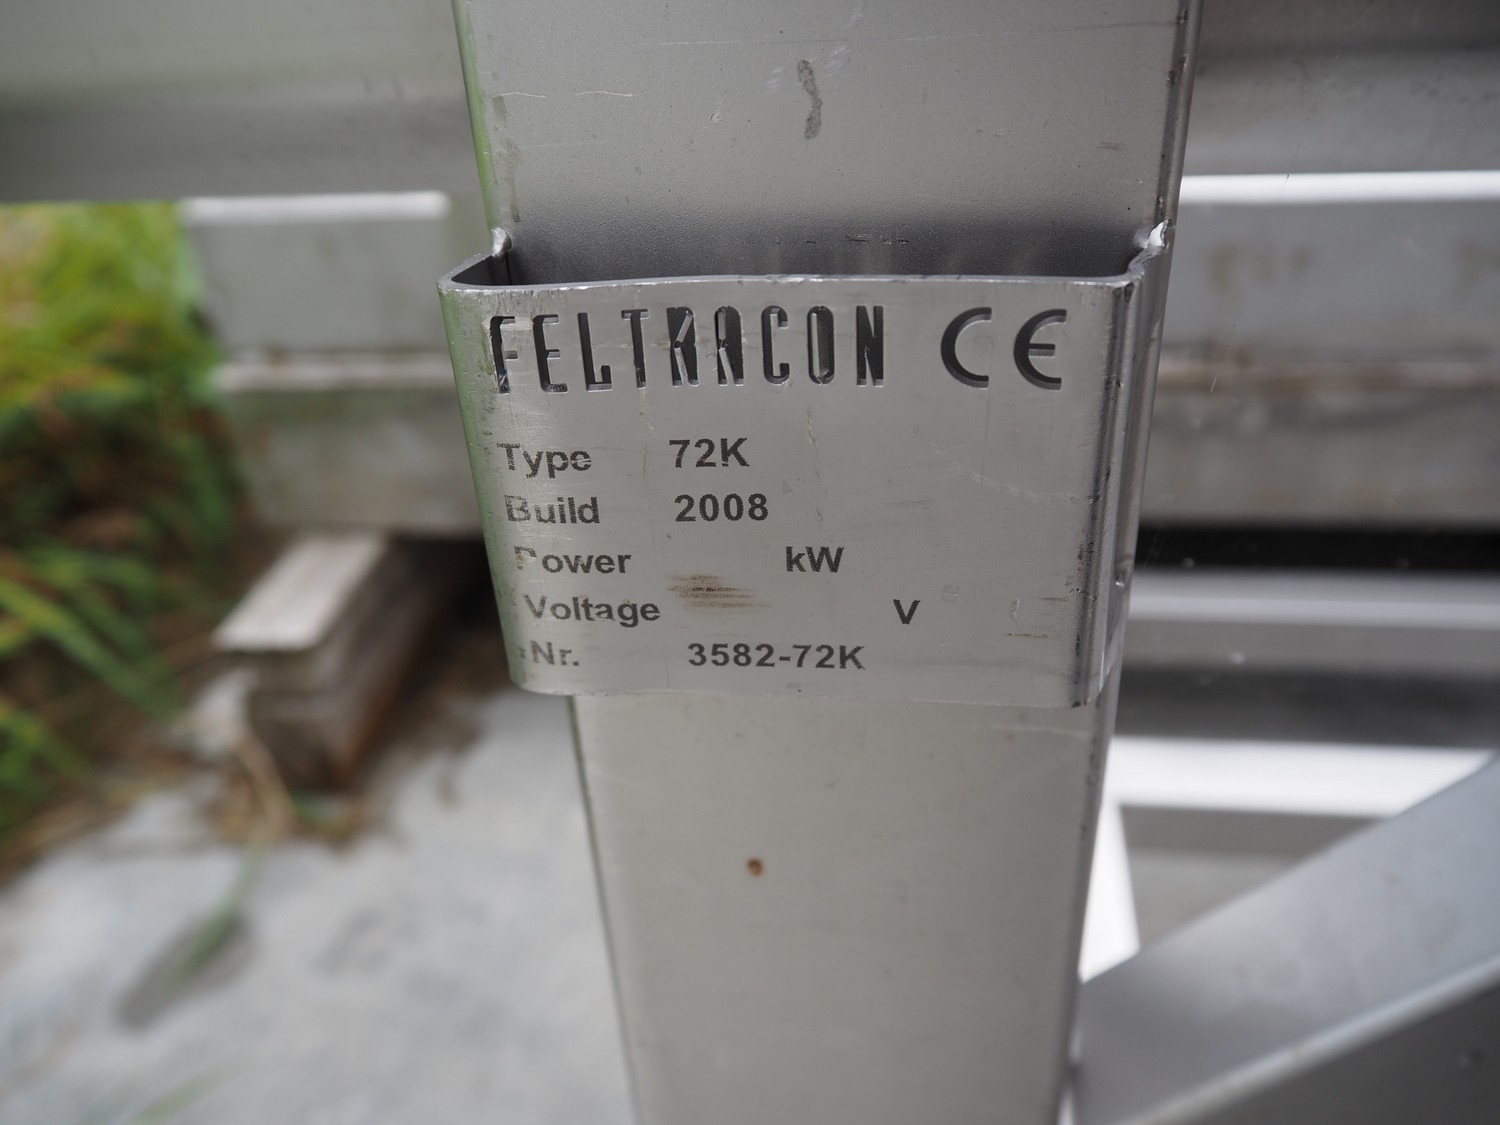 FELTRACON CE
Type 72K
Build 2008
Power kW
Voltage V
Nr. 3582-72K